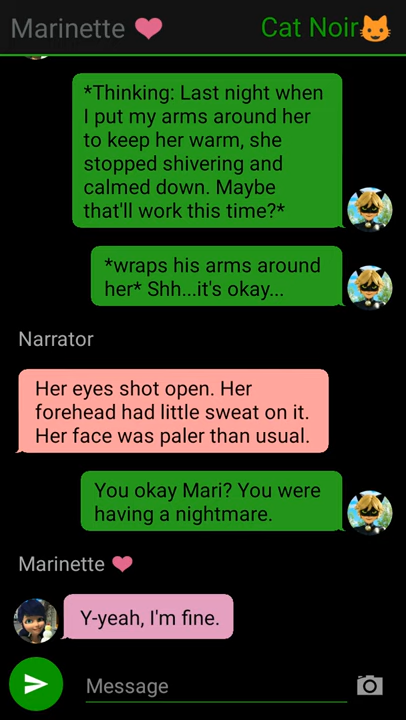 Marinette ❤️ Cat Noir😺
*Thinking: Last night when
I put my arms around her
to keep her warm, she
stopped shivering and
calmed down. Maybe
that'll work this time?*
*wraps his arms around
her* Shh...it's okay...
Narrator
Her eyes shot open. Her
forehead had little sweat on it.
Her face was paler than usual.
You okay Mari? You were
having a nightmare.
Marinette ❤️
Y-yeah, I'm fine.
Message